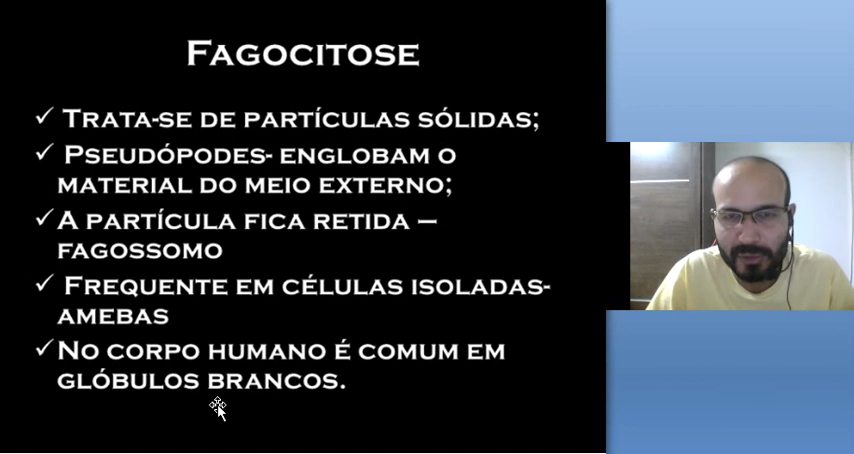 FAGOCITOSE
✓ TRATA-SE DE PARTÍCULAS SÓLIDAS;
✓ PSEUDÓPODES- ENGLOBAM O
MATERIAL DO MEIO EXTERNO;
✓ A PARTÍCULA FICA RETIDA –
FAGOSSOMO
✓ FREQUENTE EM CÉLULAS ISOLADAS-
AMEBAS
✓ NO CORPO HUMANO É COMUM EM
GLÓBULOS BRANCOS.